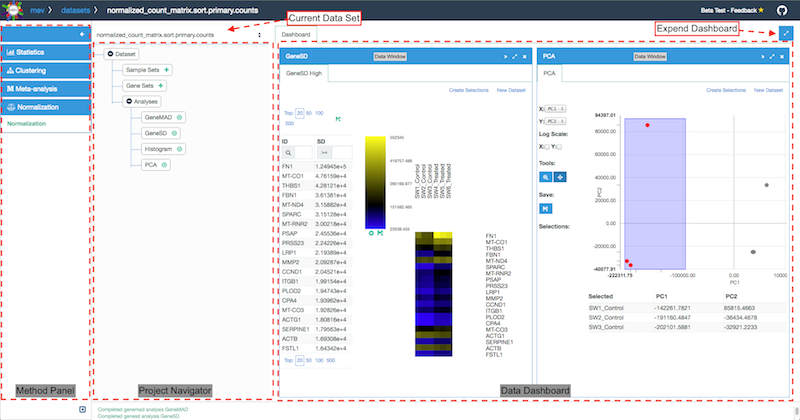 mev
datasets
normalized_count_matrix.sort.primary.counts
Beta Test - Feedback
Current Data Set
Expend Dashboard
Statistics
Clustering
Meta-analysis
Normalization
Normalization
Method Panel
normalized_count_matrix.sort.primary.counts
Dataset
Sample Sets
Gene Sets
Analyses
GeneMAD
GeneSD
Histogram
PCA
Project Navigator
Dashboard
GeneSD
Data Window
GeneSD High
Create Selections New Dataset
Top: 20 50 100
500
ID SD
FN1 1.24945e+5
MT-CO1 4.76159e+4
THBS1 4.28121e+4
FBN1 3.61381e+4
MT-ND4 3.15882e+4
SPARC 3.15128e+4
MT-RNR2 3.00218e+4
PSAP 2.45536e+4
PRSS23 2.24226e+4
LRP1 2.19389e+4
MMP2 2.09287e+4
CCND1 2.04521e+4
ITGB1 1.99154e+4
PLOD2 1.94743e+4
CPA4 1.93962e+4
MT-CO3 1.92826e+4
ACTG1 1.80816e+4
SERPINE1 1.79563e+4
ACTB 1.69308e+4
FSTL1 1.64342e+4
Top: 20 50 100 500
SW1_Control
SW2_Control
SW3_Control
SW4_Treated
SW5_Treated
SW6_Treated
FN1
MT-CO1
THBS1
FBN1
MT-ND4
SPARC
MT-RNR2
PSAP
PRSS23
LRP1
MMP2
CCND1
ITGB1
PLOD2
CPA4
MT-CO3
ACTG1
SERPINE1
ACTB
FSTL1
PCA
Data Window
PCA
Create Selections New Dataset
X: PC1
Y: PC2
Log Scale:
X: Y:
Tools:
Save:
Selections:
94397.01
80000.00
60000.00
40000.00
20000.00
0.00
-20000.00
-40077.91
PC2
-222311.75 -100000.00 0.00
PC1
Selected PC1 PC2
SW1_Control -142261.7821 85815.4663
SW2_Control -191160.4847 -36434.4678
SW3_Control -202101.5881 -32921.2233
Data Dashboard
Completed genemad analysis GeneMAD
Completed genesd analysis GeneSD